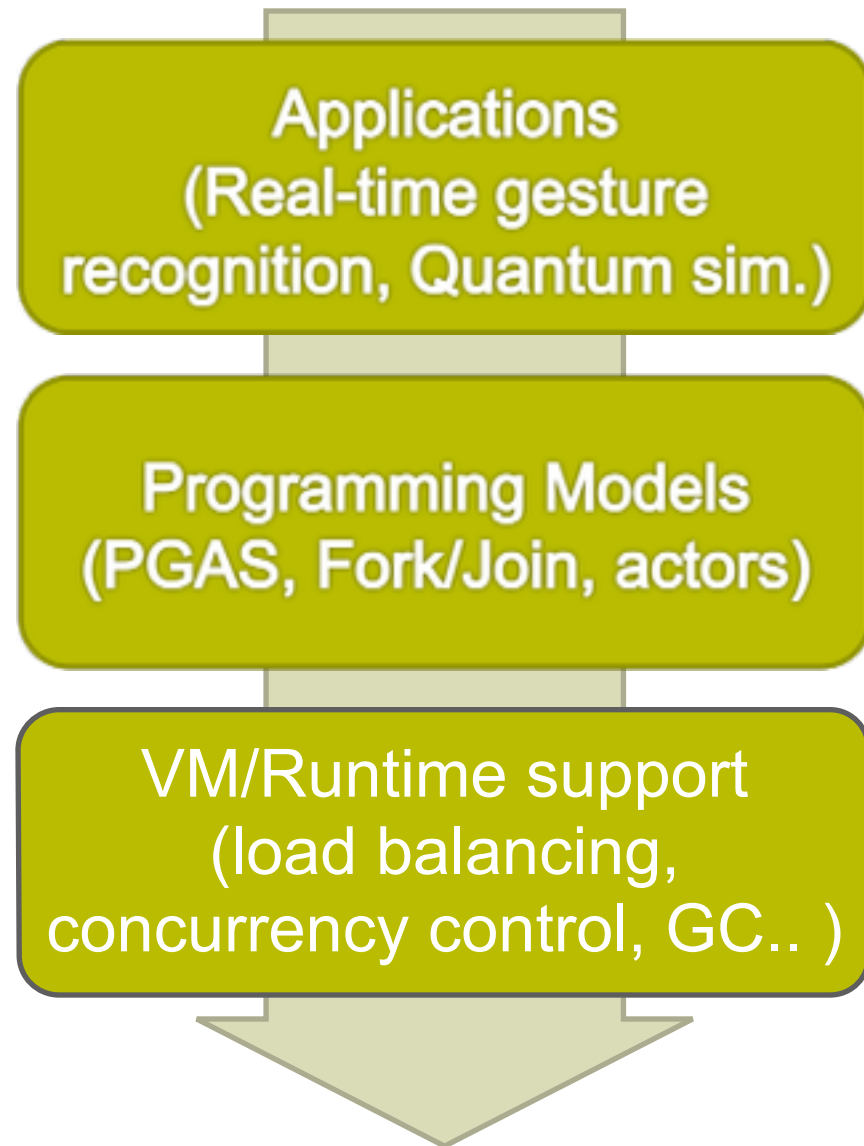 Applications
(Real-time gesture
recognition, Quantum sim.)
Programming Models
(PGAS, Fork/Join, actors)
VM/Runtime support
(load balancing,
concurrency control, GC.. )